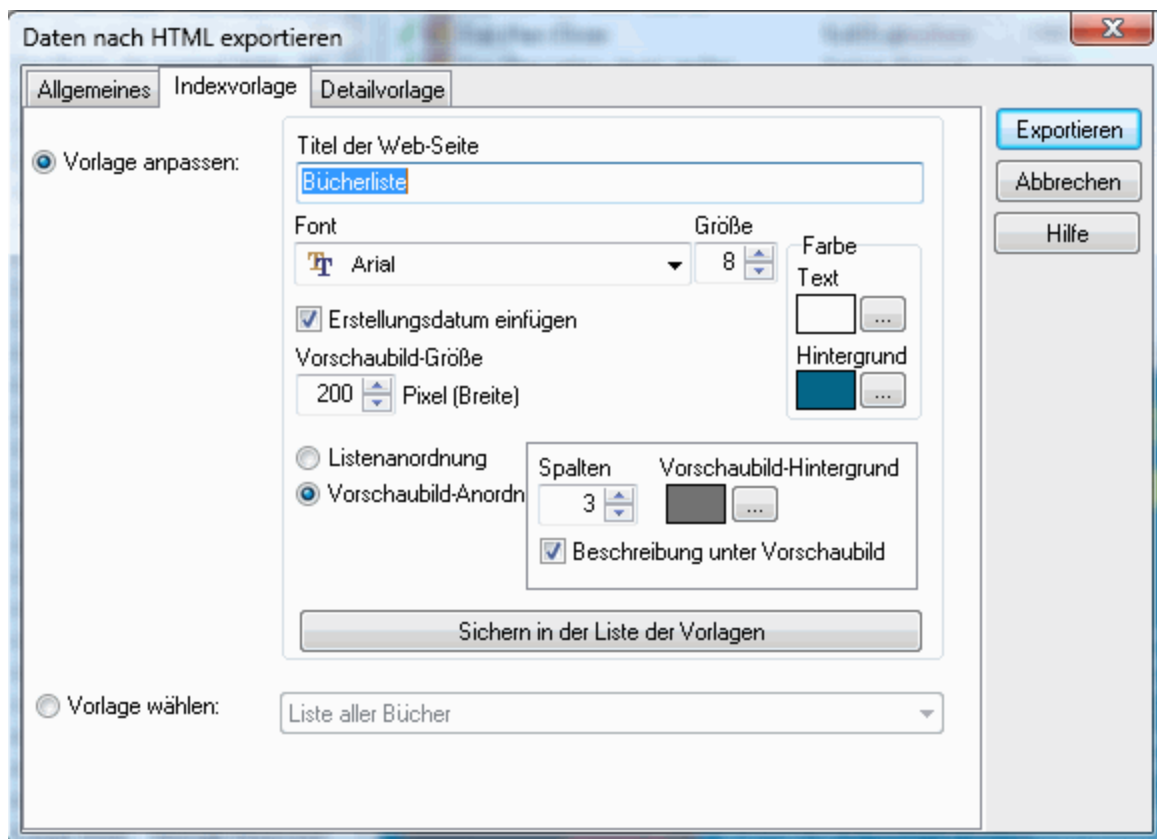 Daten nach HTML exportieren
Allgemeines Indexvorlage Detailvorlage
Exportieren
Abbrechen
Hilfe
Vorlage anpassen:
Titel der Web-Seite
Bücherliste
Font Größe
Arial 8
Farbe
Text
...
Hintergrund
...
Erstellungsdatum einfügen
Vorschaubild-Größe
200 Pixel (Breite)
Listenanordnung
Vorschaubild-Anordn
Spalten Vorschaubild-Hintergrund
3 ...
Beschreibung unter Vorschaubild
Sichern in der Liste der Vorlagen
Vorlage wählen:
Liste aller Bücher